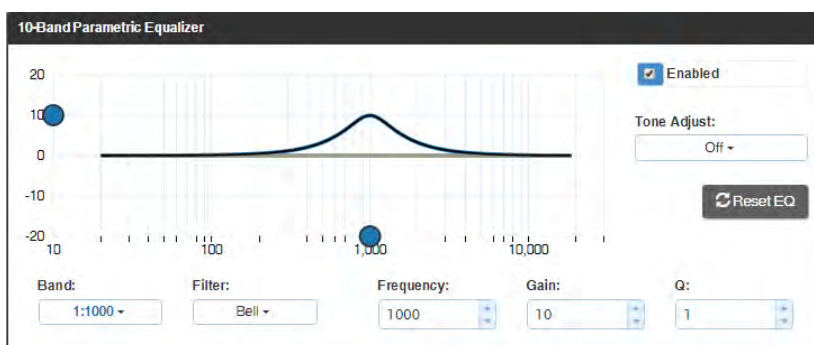 10-Band Parametric Equalizer
20
10
0
-10
-20
10
100
1,000
10,000
Enabled
Tone Adjust:
Off
Reset EQ
Band:
Filter:
Frequency:
Gain:
Q:
1:1000
Bell
1000
10
1